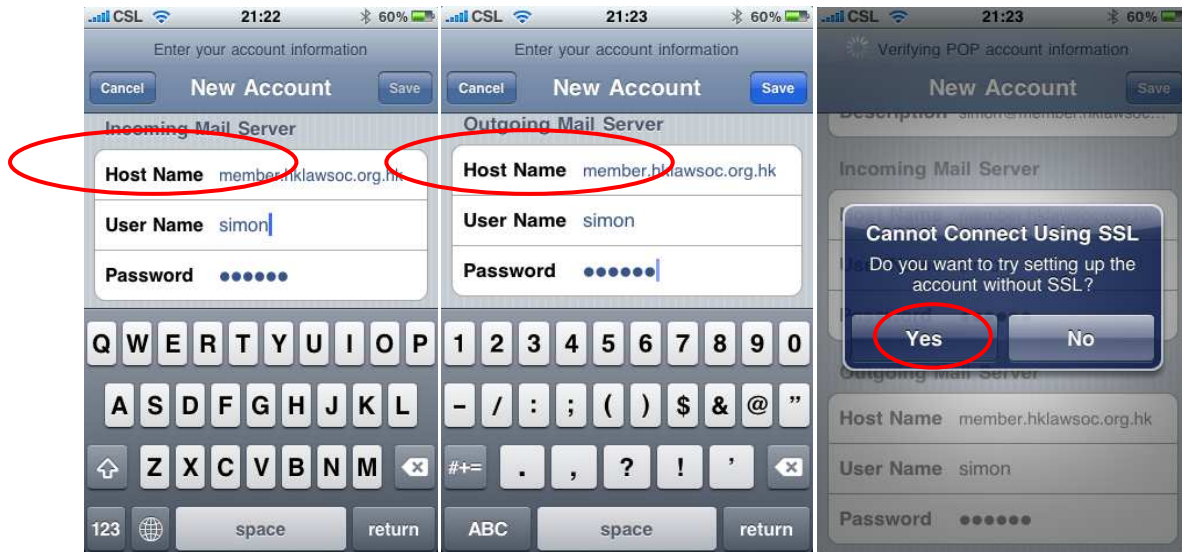 CSL 21:22 60%
Enter your account information
Cancel New Account Save
Incoming Mail Server
Host Name member.hklawsoc.org.hk
User Name simon
Password ●●●●●●
Q W E R T Y U I O P
A S D F G H J K L
Z X C V B N M
123 space return
CSL 21:23 60%
Enter your account information
Cancel New Account Save
Outgoing Mail Server
Host Name member.hklawsoc.org.hk
User Name simon
Password ●●●●●●
1 2 3 4 5 6 7 8 9 0
- / : ; ( ) $ & @ ”
#+= . , ? ! ’
ABC space return
CSL 21:23 60%
Verifying POP account information
New Account Save
Description simon@member.hklawsoc...
Incoming Mail Server
Cannot Connect Using SSL
Do you want to try setting up the
account without SSL?
Yes No
Outgoing Mail Server
Host Name member.hklawsoc.org.hk
User Name simon
Password ●●●●●●